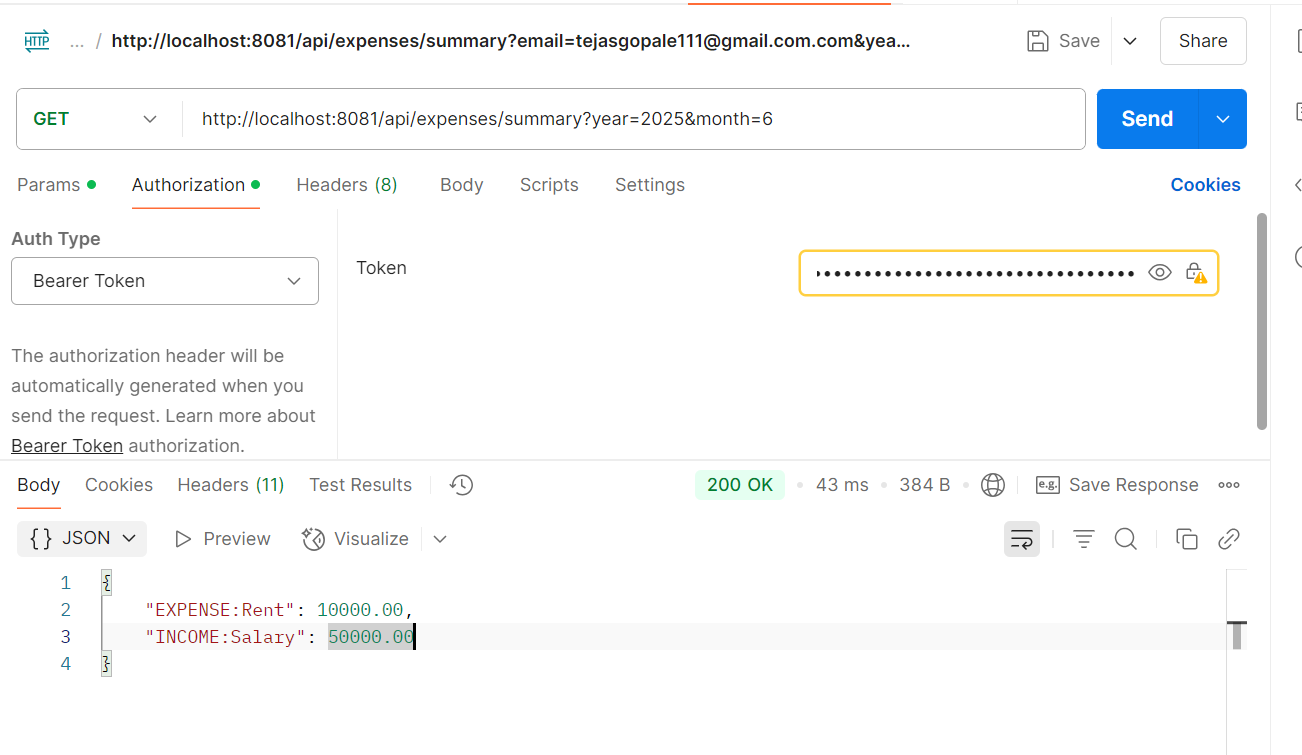 HTTP ... / http://localhost:8081/api/expenses/summary?email=tejasgopale111@gmail.com.com&yea... Save Share
GET http://localhost:8081/api/expenses/summary?year=2025&month=6 Send
Params Authorization Headers (8) Body Scripts Settings Cookies
Auth Type
Bearer Token
Token
The authorization header will be
automatically generated when you
send the request. Learn more about
Bearer Token authorization.
Body Cookies Headers (11) Test Results 200 OK 43 ms 384 B e.g. Save Response
{} JSON Preview Visualize
1 {
2 "EXPENSE:Rent": 10000.00,
3 "INCOME:Salary": 50000.00
4 }